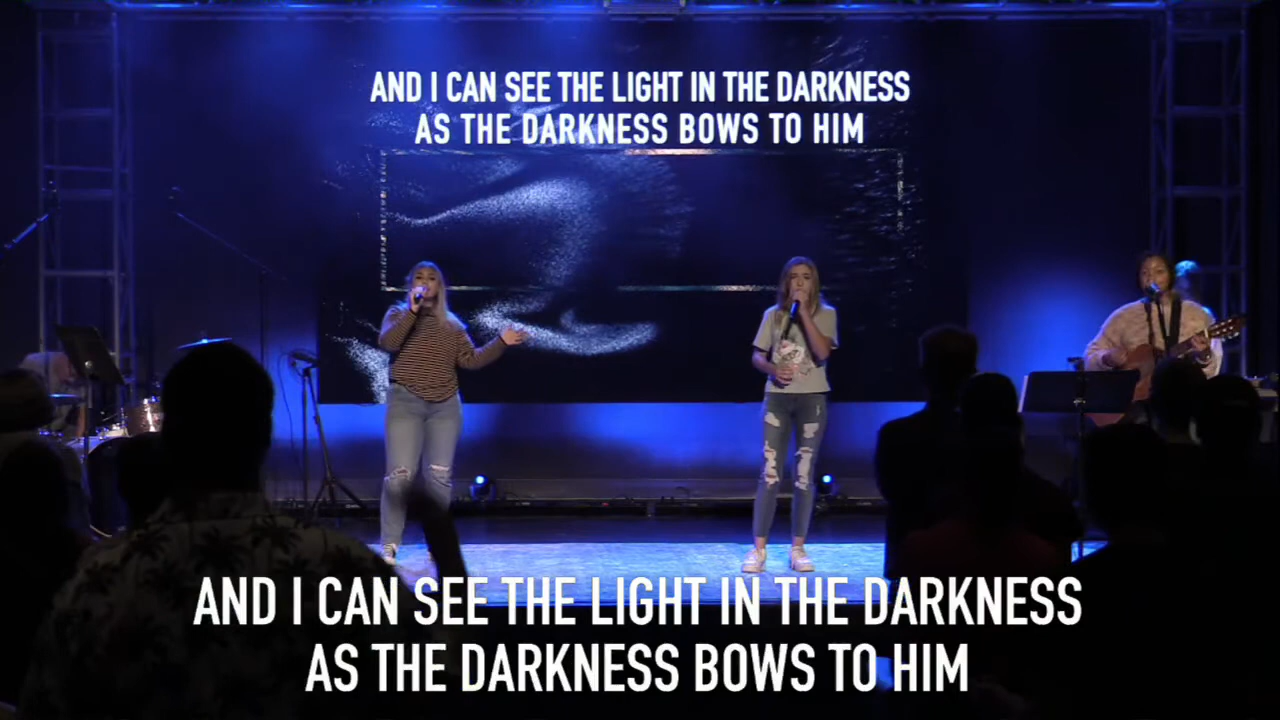 AND I CAN SEE THE LIGHT IN THE DARKNESS
AS THE DARKNESS BOWS TO HIM
AND I CAN SEE THE LIGHT IN THE DARKNESS
AS THE DARKNESS BOWS TO HIM